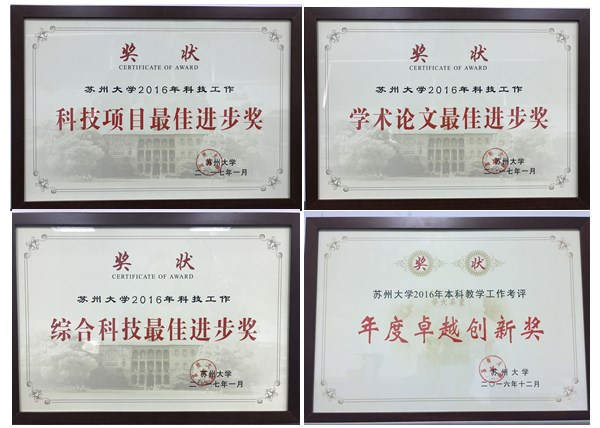 奖 状
CERTIFICATE OF AWARD
苏州大学2016年科技工作
科技项目最佳进步奖
苏州大学
二〇一七年一月
奖 状
CERTIFICATE OF AWARD
苏州大学2016年科技工作
学术论文最佳进步奖
苏州大学
二〇一七年一月
奖 状
CERTIFICATE OF AWARD
苏州大学2016年科技工作
综合科技最佳进步奖
苏州大学
二〇一七年一月
奖 状
苏州大学2016年本科教学工作考评
年度卓越创新奖
苏州大学
二〇一六年十二月